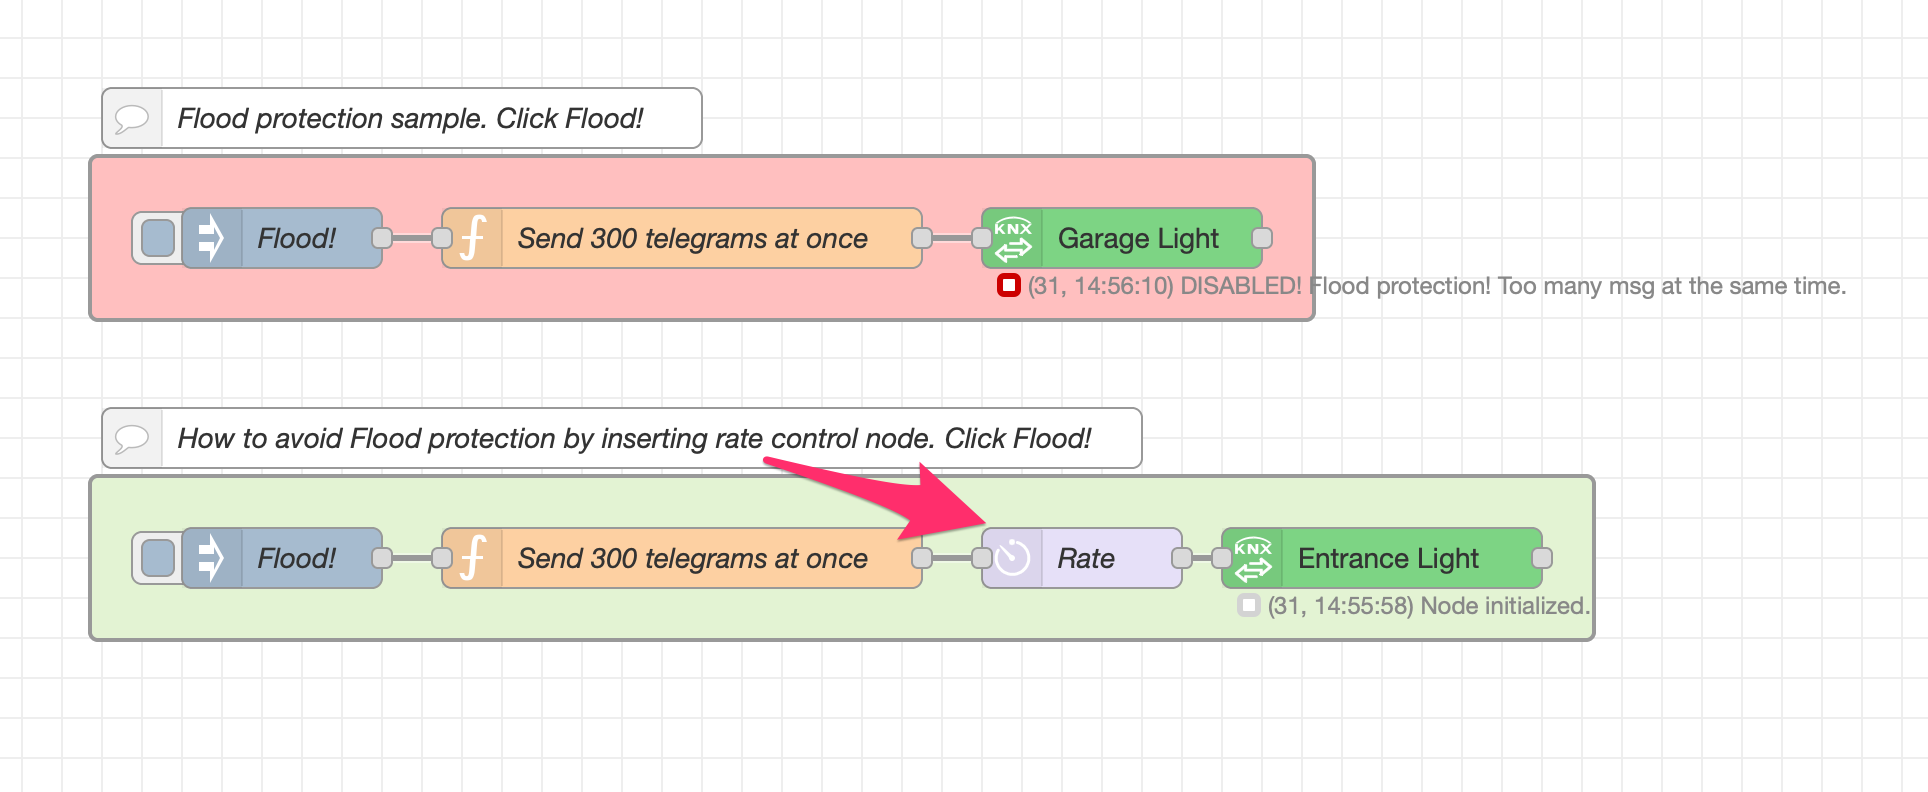 Flood protection sample. Click Flood!
Flood!
Send 300 telegrams at once
KNX
Garage Light
(31, 14:56:10) DISABLED! Flood protection! Too many msg at the same time.
How to avoid Flood protection by inserting rate control node. Click Flood!
Flood!
Send 300 telegrams at once
Rate
KNX
Entrance Light
(31, 14:55:58) Node initialized.